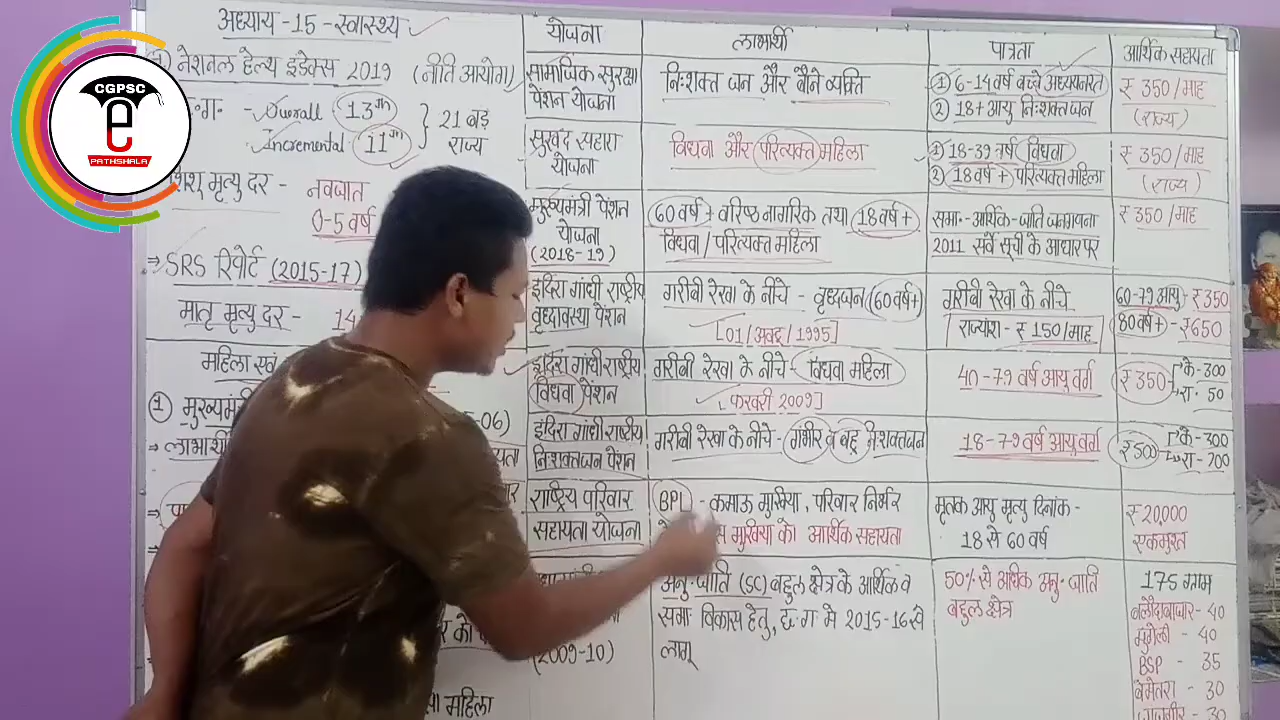 CGPSC
e
PATHSHALA
अध्याय - 15 - स्वास्थ्य
नेशनल हेल्थ इंडेक्स 2019 (नीति आयोग)
छ.ग. - Overall 13th
Incremental 11th
21 बड़े
राज्य
शिशु मृत्यु दर - नवजात
0-5 वर्ष
⇒ SRS रिपोर्ट (2015-17)
मातृ मृत्यु दर - 14
महिला एवं
① मुख्यमंत्री
-06)
⇒ लाभार्थी
महिला
योजना
सामाजिक सुरक्षा
पेंशन योजना
सुखद सहारा
योजना
मुख्यमंत्री पेंशन
योजना
(2018-19)
इंदिरा गांधी राष्ट्रीय
वृध्दावस्था पेंशन
इंदिरा गांधी राष्ट्रीय
विधवा पेंशन
इंदिरा गांधी राष्ट्रीय
निःशक्तजन पेंशन
राष्ट्रिय परिवार
सहायता योजना
(2009-10)
लाभार्थी
निःशक्त जन और बौने व्यक्ति
विधवा और परित्यक्त महिला
60 वर्ष + वरिष्ठ नागरिक तथा 18 वर्ष +
विधवा / परित्यक्त महिला
गरीबी रेखा के नीचे - वृध्दजन (60 वर्ष+)
[01/अक्टू/1995]
गरीबी रेखा के नीचे - विधवा महिला
[फरवरी 2009]
गरीबी रेखा के नीचे - गंभीर व बहु निःशक्तजन
BPL - कमाऊ मुखिया, परिवार निर्भर
मुखिया को आर्थिक सहायता
अनु. जाति (SC) बहुल क्षेत्र के आर्थिक व
समा. विकास हेतु, छ.ग मे 2015-16 से
लागू
पात्रता
① 6-14 वर्ष बच्चे अध्ययनरत
② 18+ आयु निःशक्तजन
① 18-39 वर्ष विधवा
② 18 वर्ष + परित्यक्त महिला
समा.-आर्थिक-जाति जनगणना
2011 सर्वे सूची के आधार पर
गरीबी रेखा के नीचे
राज्यांश - ₹ 150/माह
40-79 वर्ष आयु वर्ग
18-79 वर्ष आयु वर्ग
मृतक आयु मृत्यु दिनांक -
18 से 60 वर्ष
50% से अधिक अनु. जाति
बहुल क्षेत्र
आर्थिक सहायता
₹ 350 / माह
(राज्य)
₹ 350 / माह
(राज्य)
₹ 350 / माह
60-79 आयु - ₹350
80 वर्ष+ - ₹650
₹ 350 के-300
रा. 50
₹ 500 के-300
रा-200
₹ 20,000
एकमुश्त
175 ग्राम
बलौदाबाजार - 40
मुंगेली - 40
BSP - 35
बेमेतरा - 30